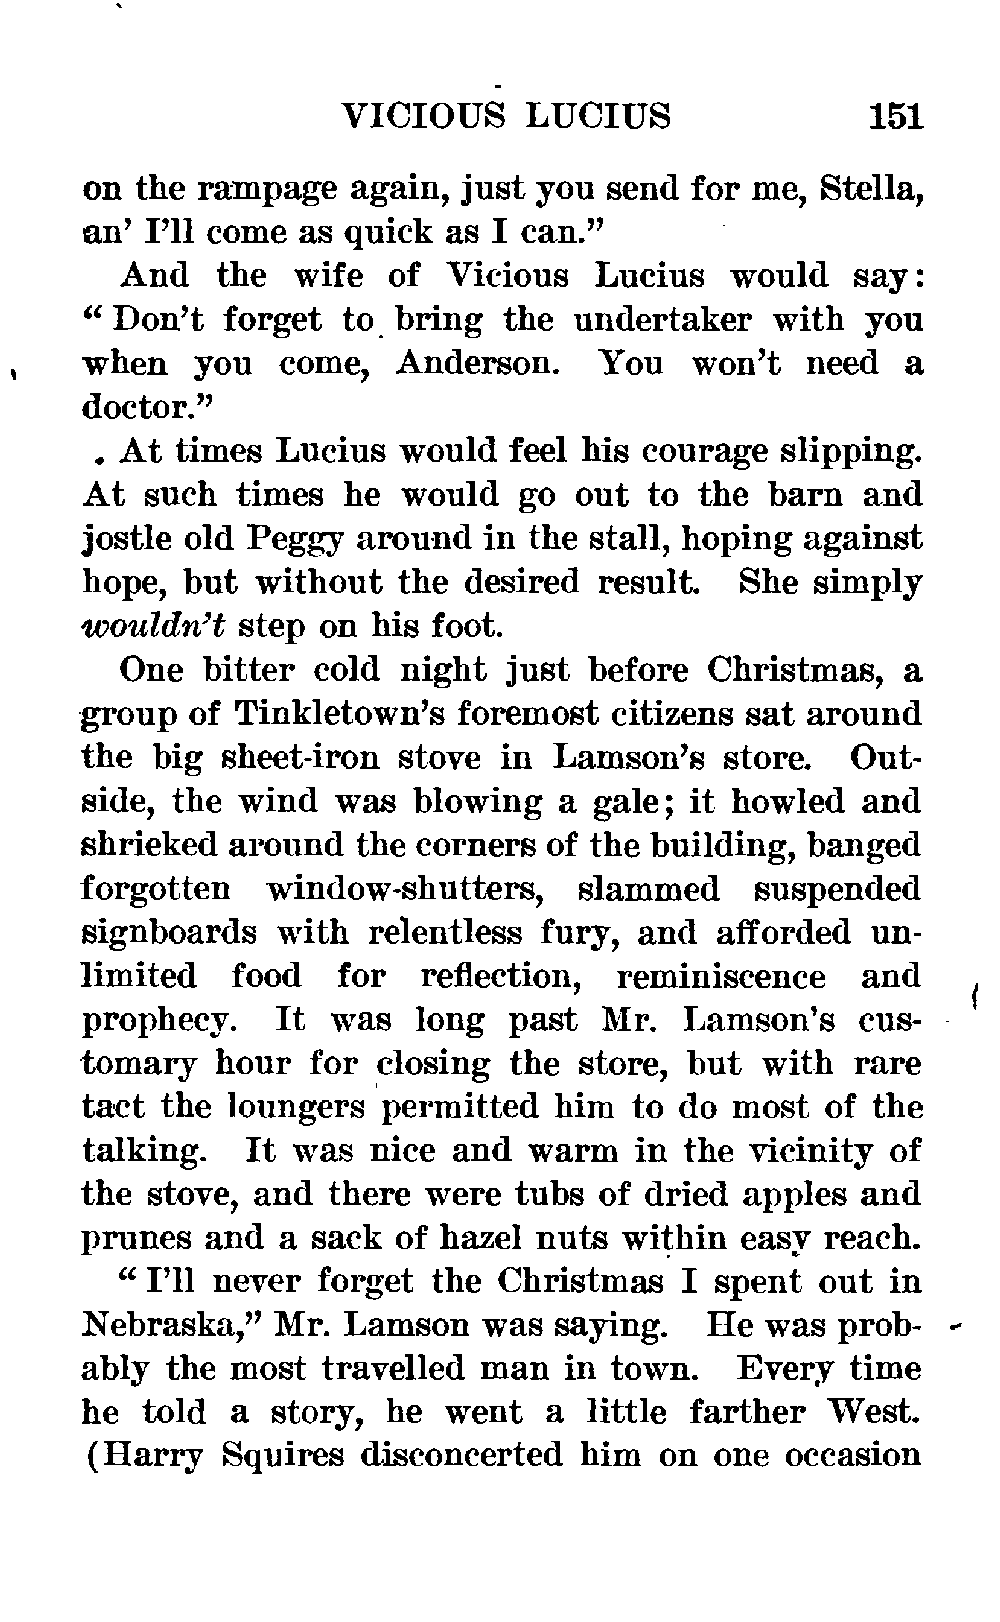 VICIOUS LUCIUS 151
on the rampage again, just you send for me, Stella,
an' I'll come as quick as I can."
And the wife of Vicious Lucius would say:
" Don't forget to bring the undertaker with you
when you come, Anderson. You won't need a
doctor."
At times Lucius would feel his courage slipping.
At such times he would go out to the barn and
jostle old Peggy around in the stall, hoping against
hope, but without the desired result. She simply
wouldn't step on his foot.
One bitter cold night just before Christmas, a
group of Tinkletown's foremost citizens sat around
the big sheet-iron stove in Lamson's store. Out-
side, the wind was blowing a gale; it howled and
shrieked around the corners of the building, banged
forgotten window-shutters, slammed suspended
signboards with relentless fury, and afforded un-
limited food for reflection, reminiscence and
prophecy. It was long past Mr. Lamson's cus-
tomary hour for closing the store, but with rare
tact the loungers permitted him to do most of the
talking. It was nice and warm in the vicinity of
the stove, and there were tubs of dried apples and
prunes and a sack of hazel nuts within easy reach.
" I'll never forget the Christmas I spent out in
Nebraska," Mr. Lamson was saying. He was prob-
ably the most travelled man in town. Every time
he told a story, he went a little farther West.
(Harry Squires disconcerted him on one occasion